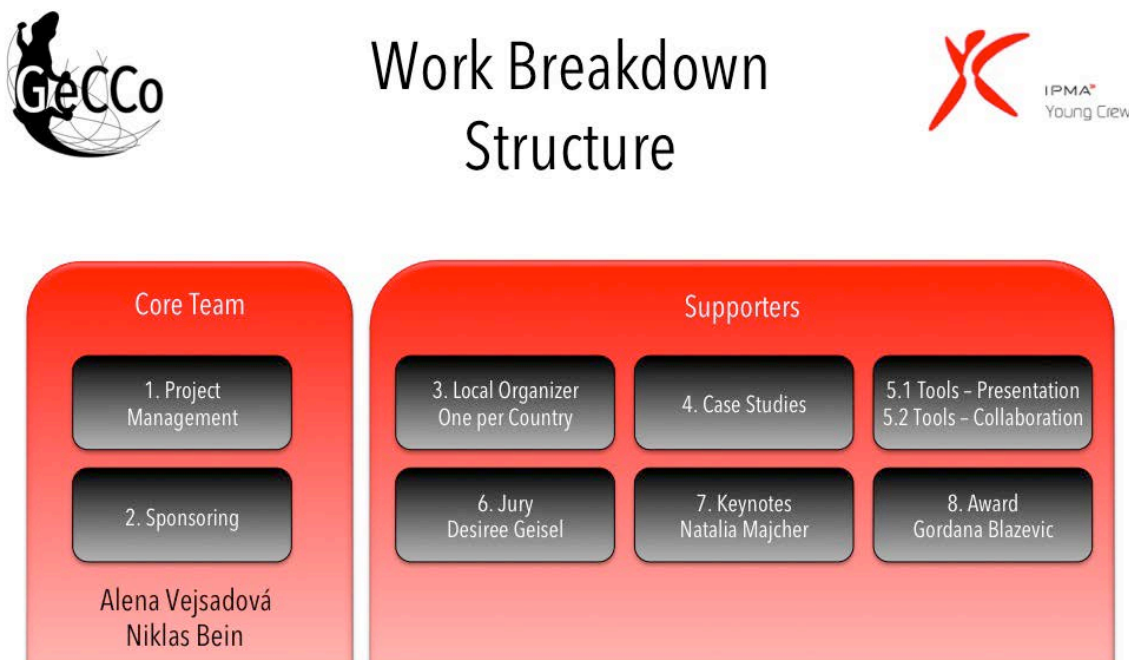 GeCCo
Work Breakdown
Structure
IPMA®
Young Crew
Core Team
1. Project
Management
2. Sponsoring
Alena Vejsadová
Niklas Bein
Supporters
3. Local Organizer
One per Country
4. Case Studies
5.1 Tools – Presentation
5.2 Tools – Collaboration
6. Jury
Desiree Geisel
7. Keynotes
Natalia Majcher
8. Award
Gordana Blazevic